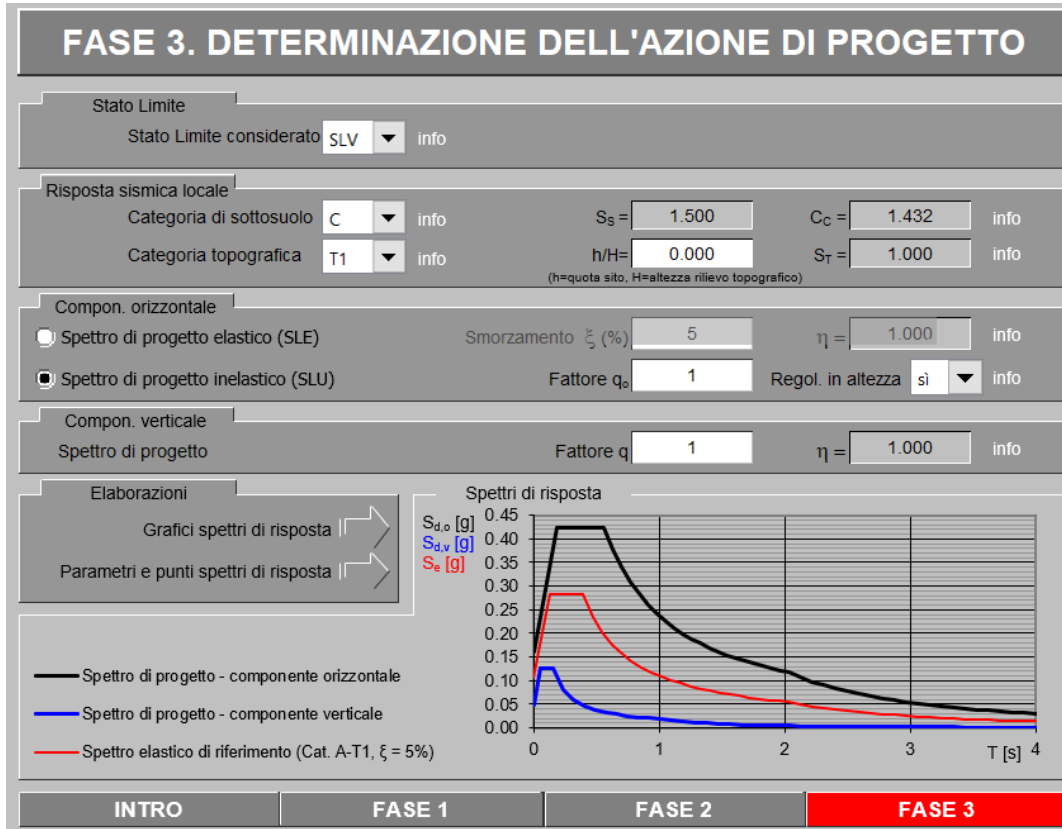 FASE 3. DETERMINAZIONE DELL'AZIONE DI PROGETTO
Stato Limite
Stato Limite considerato SLV info
Risposta sismica locale
Categoria di sottosuolo C info SS = 1.500 CC = 1.432 info
Categoria topografica T1 info h/H= 0.000 ST = 1.000 info
(h=quota sito, H=altezza rilievo topografico)
Compon. orizzontale
Spettro di progetto elastico (SLE) Smorzamento ξ (%) 5 η = 1.000 info
Spettro di progetto inelastico (SLU) Fattore qo 1 Regol. in altezza sì info
Compon. verticale
Spettro di progetto Fattore q 1 η = 1.000 info
Elaborazioni
Grafici spettri di risposta
Parametri e punti spettri di risposta
Spettri di risposta
Sd,o [g]
Sd,v [g]
Se [g]
0.45
0.40
0.35
0.30
0.25
0.20
0.15
0.10
0.05
0.00
0 1 2 3 T [s] 4
Spettro di progetto - componente orizzontale
Spettro di progetto - componente verticale
Spettro elastico di riferimento (Cat. A-T1, ξ = 5%)
INTRO FASE 1 FASE 2 FASE 3